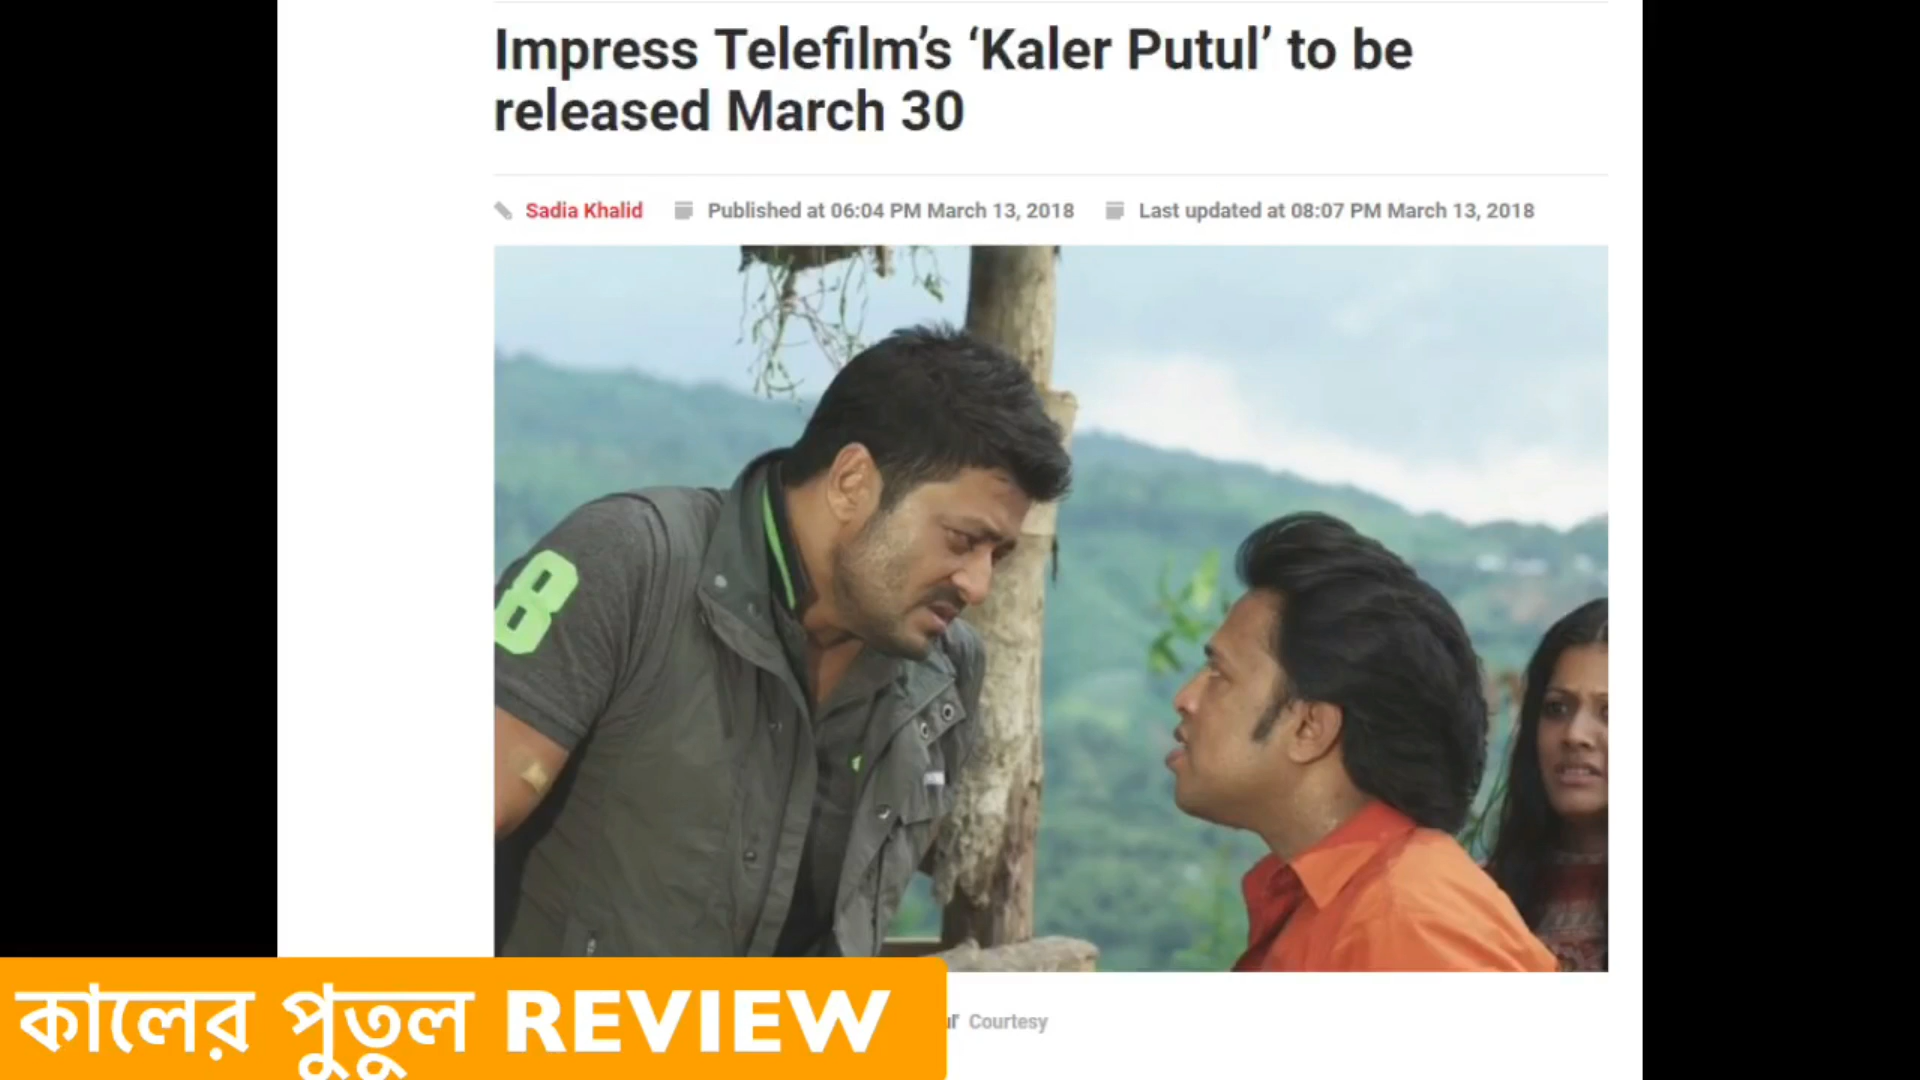 Impress Telefilm’s ‘Kaler Putul’ to be
released March 30
Sadia Khalid Published at 06:04 PM March 13, 2018 Last updated at 08:07 PM March 13, 2018
8
কালের পুতুল REVIEW
Courtesy